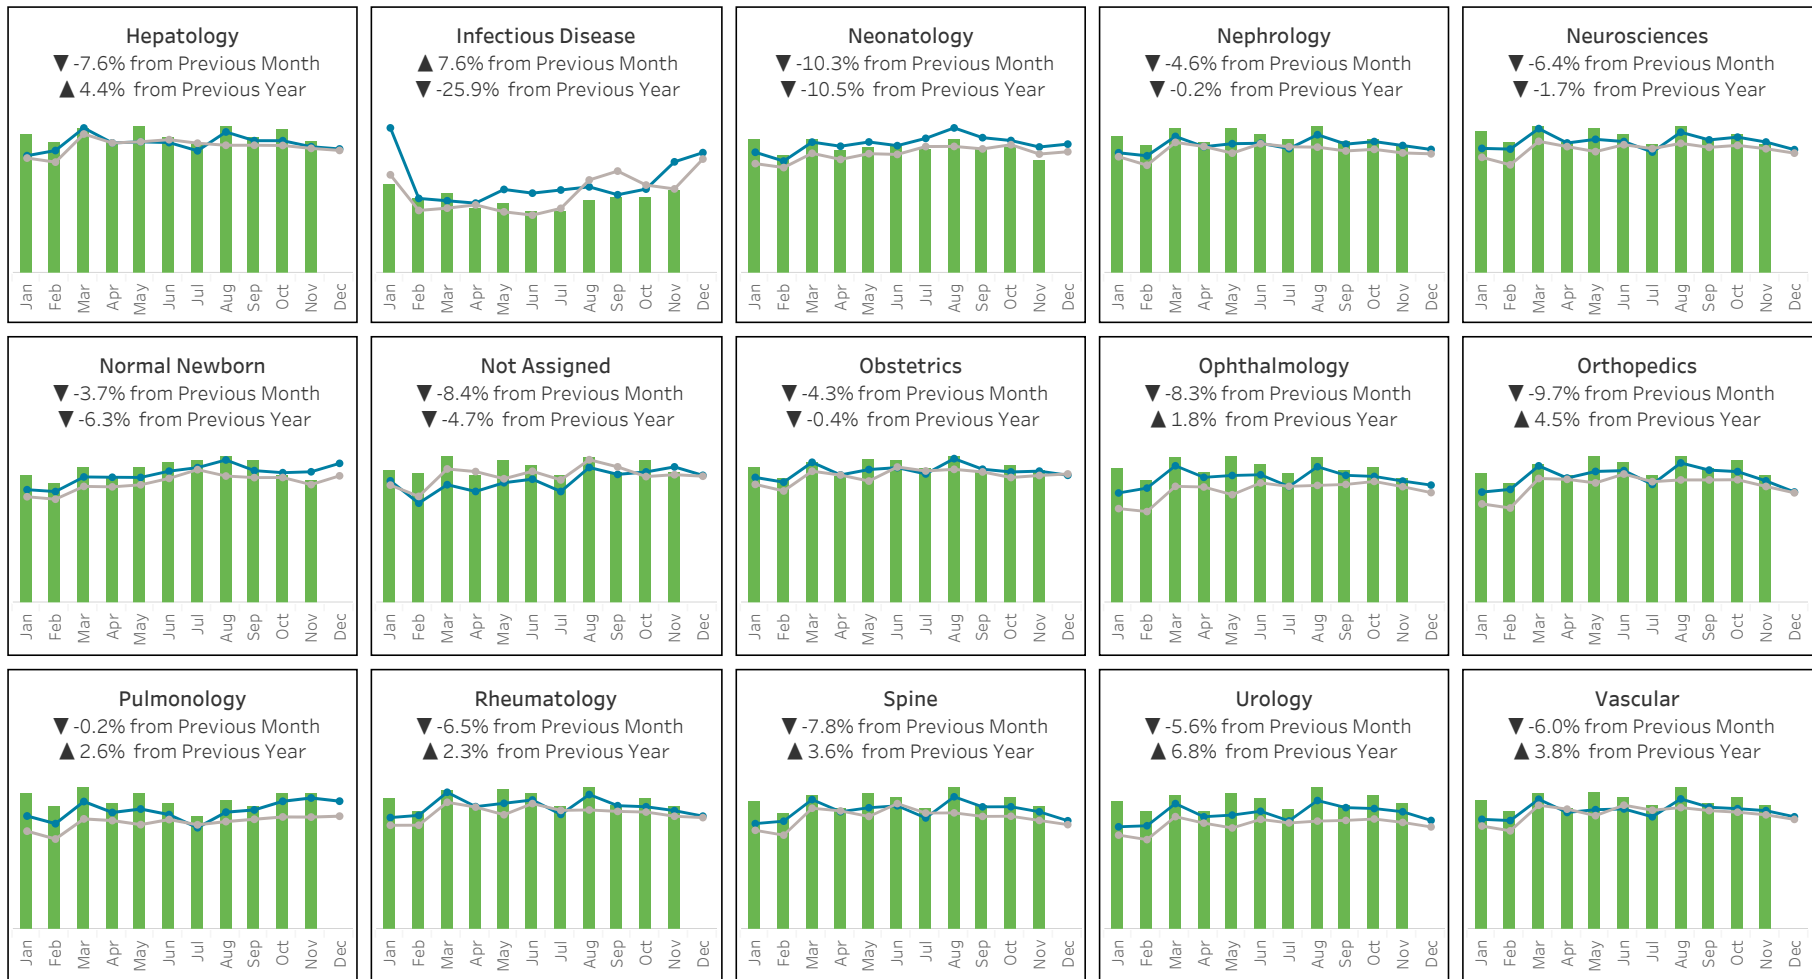 Hepatology
▼ -7.6% from Previous Month
▲ 4.4% from Previous Year
Jan Feb Mar Apr May Jun Jul Aug Sep Oct Nov Dec
Infectious Disease
▲ 7.6% from Previous Month
▼ -25.9% from Previous Year
Jan Feb Mar Apr May Jun Jul Aug Sep Oct Nov Dec
Neonatology
▼ -10.3% from Previous Month
▼ -10.5% from Previous Year
Jan Feb Mar Apr May Jun Jul Aug Sep Oct Nov Dec
Nephrology
▼ -4.6% from Previous Month
▼ -0.2% from Previous Year
Jan Feb Mar Apr May Jun Jul Aug Sep Oct Nov Dec
Neurosciences
▼ -6.4% from Previous Month
▼ -1.7% from Previous Year
Jan Feb Mar Apr May Jun Jul Aug Sep Oct Nov Dec
Normal Newborn
▼ -3.7% from Previous Month
▼ -6.3% from Previous Year
Jan Feb Mar Apr May Jun Jul Aug Sep Oct Nov Dec
Not Assigned
▼ -8.4% from Previous Month
▼ -4.7% from Previous Year
Jan Feb Mar Apr May Jun Jul Aug Sep Oct Nov Dec
Obstetrics
▼ -4.3% from Previous Month
▼ -0.4% from Previous Year
Jan Feb Mar Apr May Jun Jul Aug Sep Oct Nov Dec
Ophthalmology
▼ -8.3% from Previous Month
▲ 1.8% from Previous Year
Jan Feb Mar Apr May Jun Jul Aug Sep Oct Nov Dec
Orthopedics
▼ -9.7% from Previous Month
▲ 4.5% from Previous Year
Jan Feb Mar Apr May Jun Jul Aug Sep Oct Nov Dec
Pulmonology
▼ -0.2% from Previous Month
▲ 2.6% from Previous Year
Jan Feb Mar Apr May Jun Jul Aug Sep Oct Nov Dec
Rheumatology
▼ -6.5% from Previous Month
▲ 2.3% from Previous Year
Jan Feb Mar Apr May Jun Jul Aug Sep Oct Nov Dec
Spine
▼ -7.8% from Previous Month
▲ 3.6% from Previous Year
Jan Feb Mar Apr May Jun Jul Aug Sep Oct Nov Dec
Urology
▼ -5.6% from Previous Month
▲ 6.8% from Previous Year
Jan Feb Mar Apr May Jun Jul Aug Sep Oct Nov Dec
Vascular
▼ -6.0% from Previous Month
▲ 3.8% from Previous Year
Jan Feb Mar Apr May Jun Jul Aug Sep Oct Nov Dec